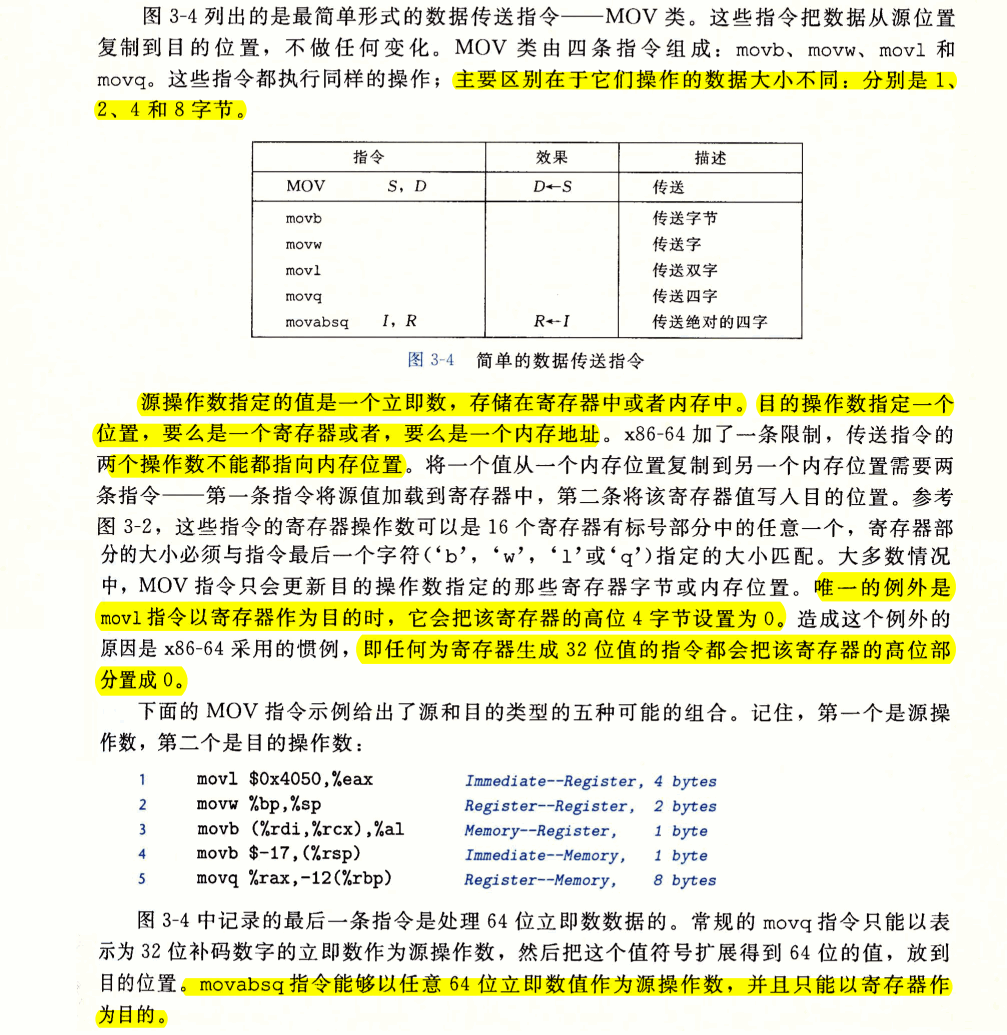 图 3-4 列出的是最简单形式的数据传送指令——MOV 类。这些指令把数据从源位置
复制到目的位置，不做任何变化。MOV 类由四条指令组成：movb、movw、movl 和
movq。这些指令都执行同样的操作；主要区别在于它们操作的数据大小不同：分别是 1、
2、4 和 8 字节。
指令 效果 描述
MOV S, D D←S 传送
movb 传送字节
movw 传送字
movl 传送双字
movq 传送四字
movabsq I, R R←I 传送绝对的四字
图 3-4 简单的数据传送指令
源操作数指定的值是一个立即数，存储在寄存器中或者内存中。目的操作数指定一个
位置，要么是一个寄存器或者，要么是一个内存地址。x86-64 加了一条限制，传送指令的
两个操作数不能都指向内存位置。将一个值从一个内存位置复制到另一个内存位置需要两
条指令——第一条指令将源值加载到寄存器中，第二条将该寄存器值写入目的位置。参考
图 3-2，这些指令的寄存器操作数可以是 16 个寄存器有标号部分中的任意一个，寄存器部
分的大小必须与指令最后一个字符(‘b’，‘w’，‘l’或‘q’)指定的大小匹配。大多数情况
中，MOV 指令只会更新目的操作数指定的那些寄存器字节或内存位置。唯一的例外是
movl 指令以寄存器作为目的时，它会把该寄存器的高位 4 字节设置为 0。造成这个例外的
原因是 x86-64 采用的惯例，即任何为寄存器生成 32 位值的指令都会把该寄存器的高位部
分置成 0。
下面的 MOV 指令示例给出了源和目的类型的五种可能的组合。记住，第一个是源操
作数，第二个是目的操作数：
1 movl $0x4050,%eax Immediate--Register, 4 bytes
2 movw %bp,%sp Register--Register, 2 bytes
3 movb (%rdi,%rcx),%al Memory--Register, 1 byte
4 movb $-17,(%rsp) Immediate--Memory, 1 byte
5 movq %rax,-12(%rbp) Register--Memory, 8 bytes
图 3-4 中记录的最后一条指令是处理 64 位立即数数据的。常规的 movq 指令只能以表
示为 32 位补码数字的立即数作为源操作数，然后把这个值符号扩展得到 64 位的值，放到
目的位置。movabsq 指令能够以任意 64 位立即数值作为源操作数，并且只能以寄存器作
为目的。